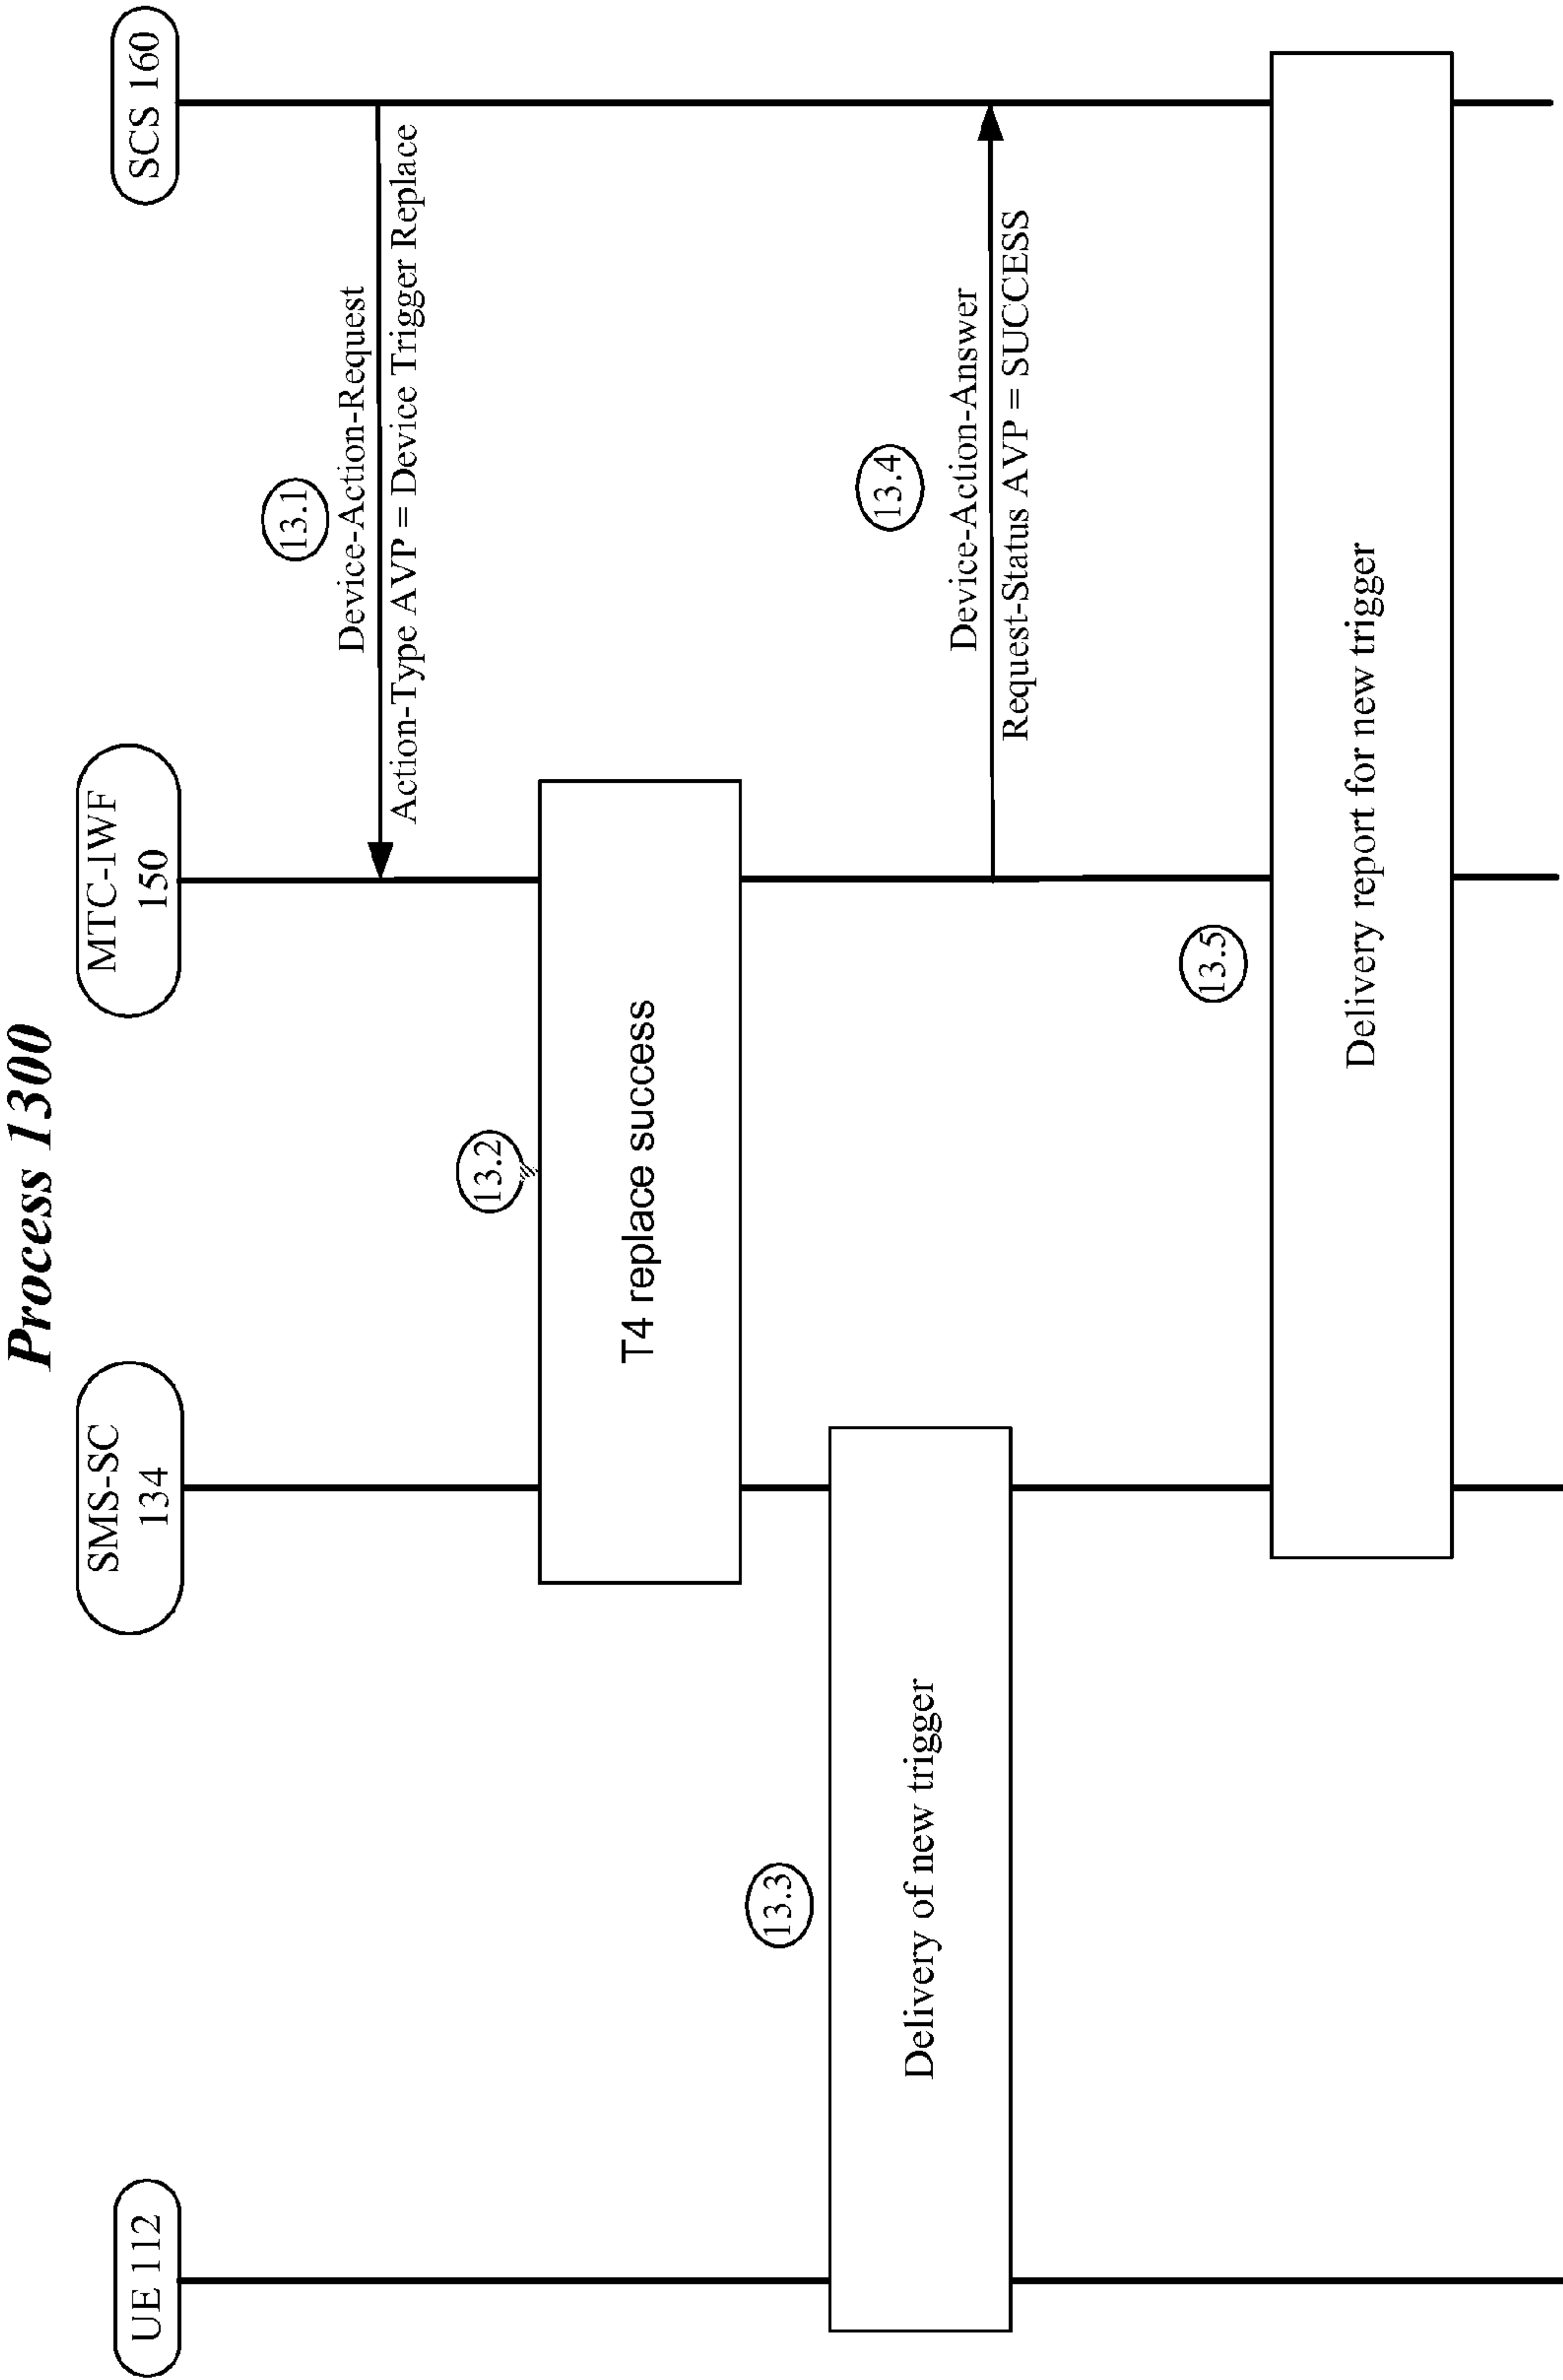 Process 1300
UE 112
SMS-SC
134
MTC-IWF
150
SCS 160
13.1
Device-Action-Request
Action-Type AVP = Device Trigger Replace
13.2
T4 replace success
13.3
Delivery of new trigger
13.4
Device-Action-Answer
Request-Status AVP = SUCCESS
13.5
Delivery report for new trigger